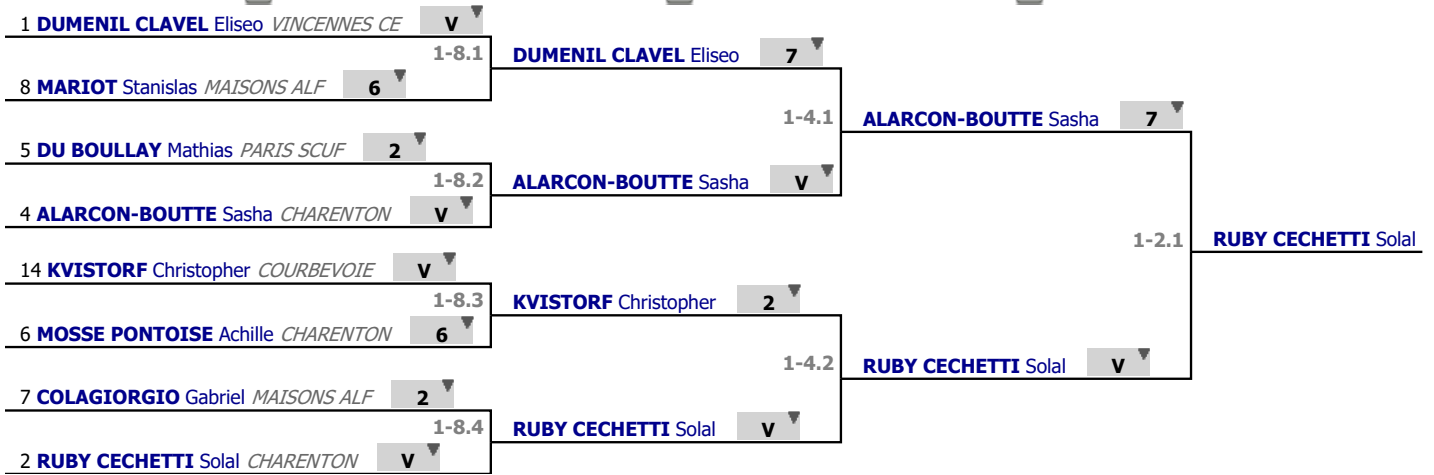 1 DUMENIL CLAVEL Eliseo VINCENNES CE V
1-8.1
DUMENIL CLAVEL Eliseo 7
8 MARIOT Stanislas MAISONS ALF 6
1-4.1
ALARCON-BOUTTE Sasha 7
5 DU BOULLAY Mathias PARIS SCUF 2
1-8.2
ALARCON-BOUTTE Sasha V
4 ALARCON-BOUTTE Sasha CHARENTON V
1-2.1
RUBY CECHETTI Solal
14 KVISTORF Christopher COURBEVOIE V
1-8.3
KVISTORF Christopher 2
6 MOSSE PONTOISE Achille CHARENTON 6
1-4.2
RUBY CECHETTI Solal V
7 COLAGIORGIO Gabriel MAISONS ALF 2
1-8.4
RUBY CECHETTI Solal V
2 RUBY CECHETTI Solal CHARENTON V